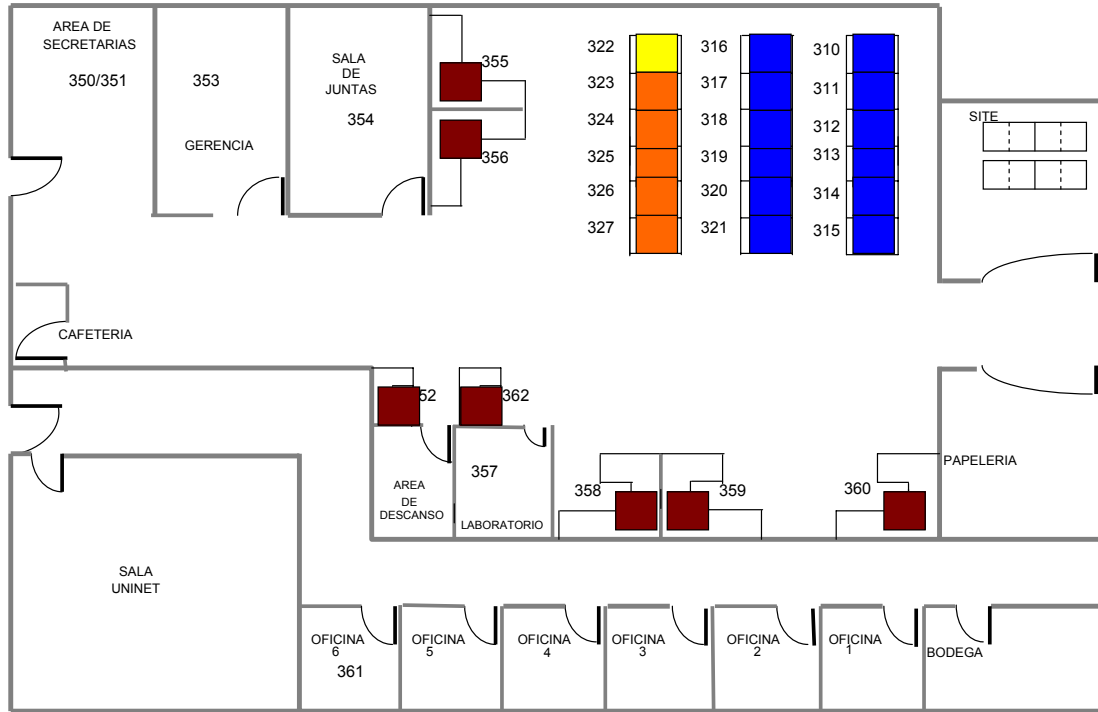 AREA DE
SECRETARIAS
350/351
353
GERENCIA
SALA
DE
JUNTAS
354
355
356
322
323
324
325
326
327
316
317
318
319
320
321
310
311
312
313
314
315
SITE
CAFETERIA
52
362
357
AREA
DE
DESCANSO
LABORATORIO
358
359
360
PAPELERIA
SALA
UNINET
OFICINA
6
361
OFICINA
5
OFICINA
4
OFICINA
3
OFICINA
2
OFICINA
1
BODEGA